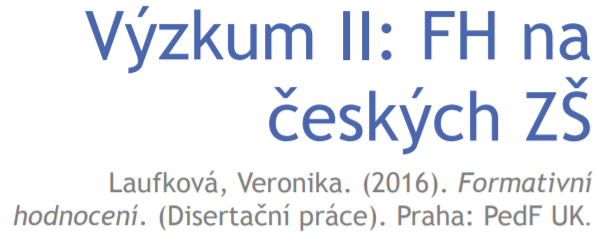 Výzkum II: FH na
českých ZŠ
Laufková, Veronika. (2016). Formativní
hodnocení. (Disertační práce). Praha: PedF UK.